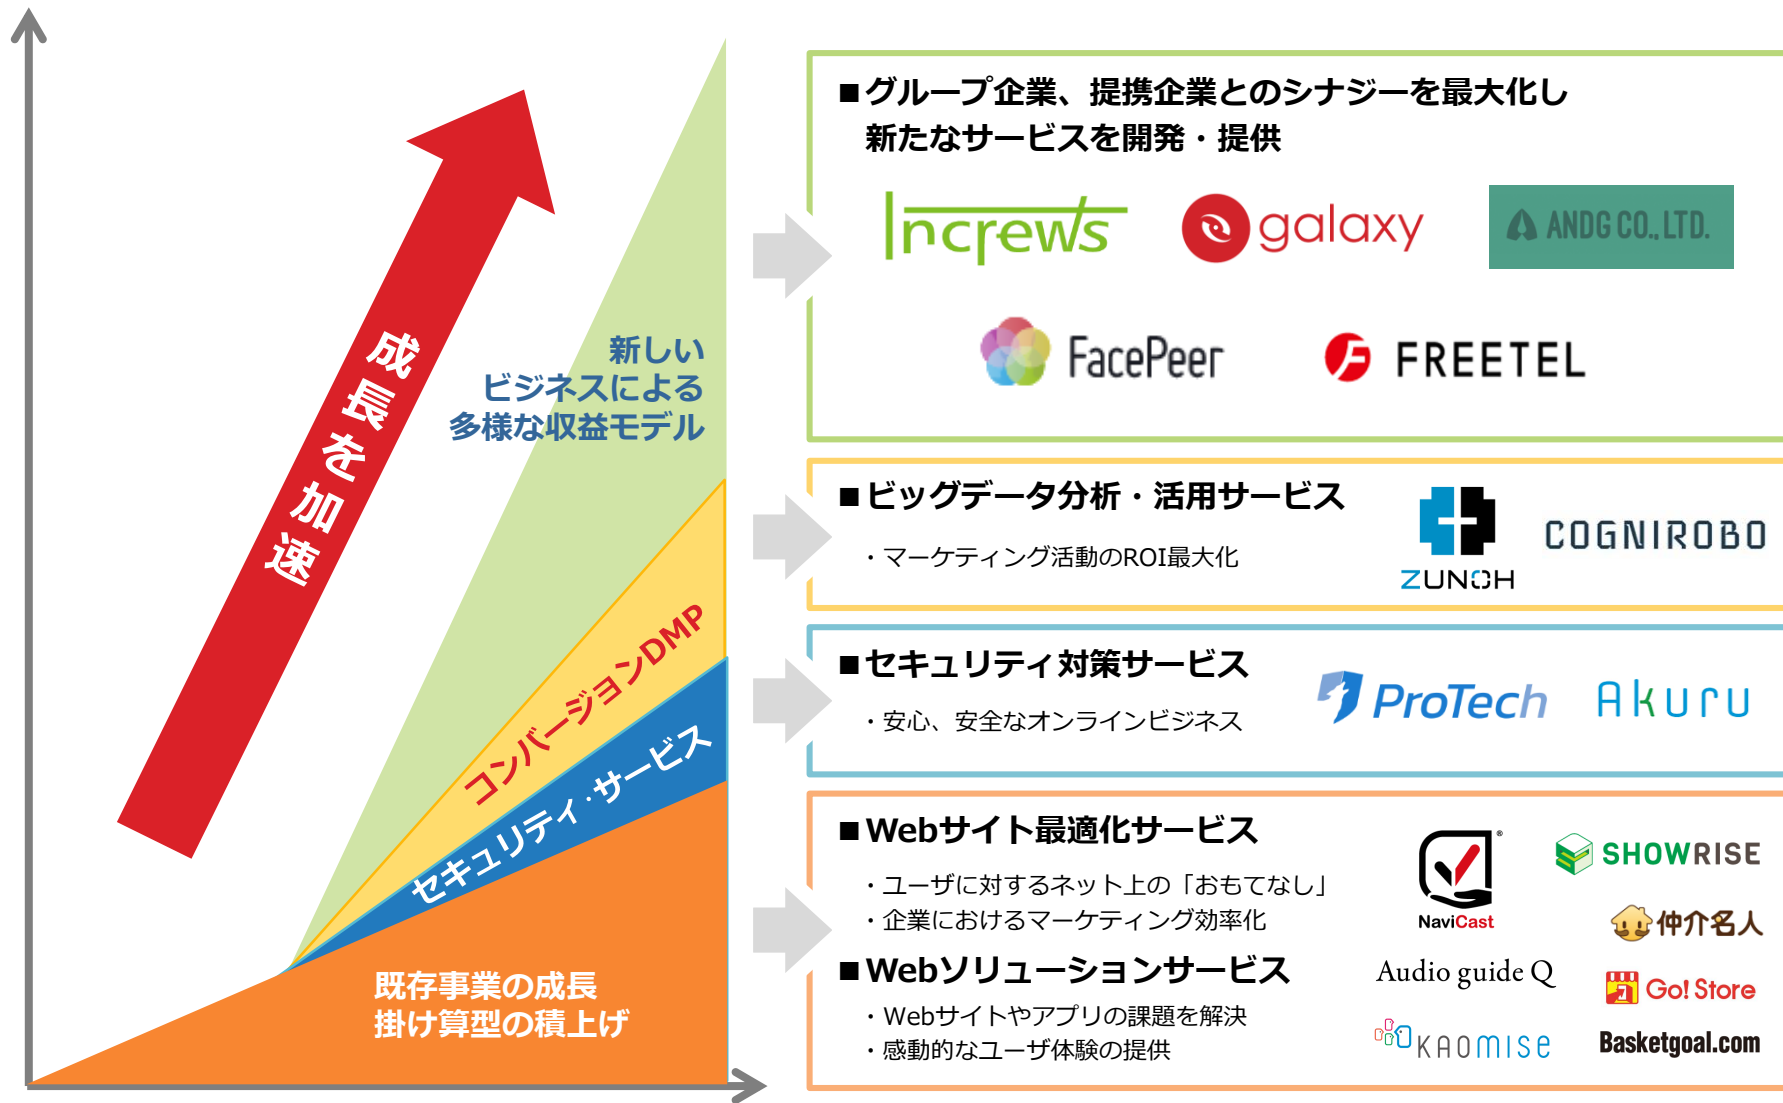 成長を加速
新しい
ビジネスによる
多様な収益モデル
コンバージョンDMP
セキュリティ・サービス
既存事業の成長
掛け算型の積上げ
■グループ企業、提携企業とのシナジーを最大化し
新たなサービスを開発・提供
Increws
galaxy
ANDG CO., LTD.
FacePeer
FREETEL
■ビッグデータ分析・活用サービス
・マーケティング活動のROI最大化
ZUNOH
COGNIROBO
■セキュリティ対策サービス
・安心、安全なオンラインビジネス
ProTech
Akuru
■Webサイト最適化サービス
・ユーザに対するネット上の「おもてなし」
・企業におけるマーケティング効率化
■Webソリューションサービス
・Webサイトやアプリの課題を解決
・感動的なユーザ体験の提供
®
NaviCast
SHOWRISE
仲介名人
Audio guide Q
Go! Store
KAOMISE
Basketgoal.com